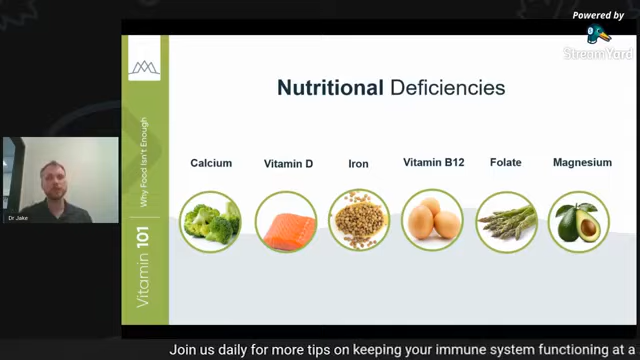 Powered by
StreamYard
Nutritional Deficiencies
Calcium
Vitamin D
Iron
Vitamin B12
Folate
Magnesium
Why Food Isn't Enough
Vitamin 101
Dr Jake
Join us daily for more tips on keeping your immune system functioning at a